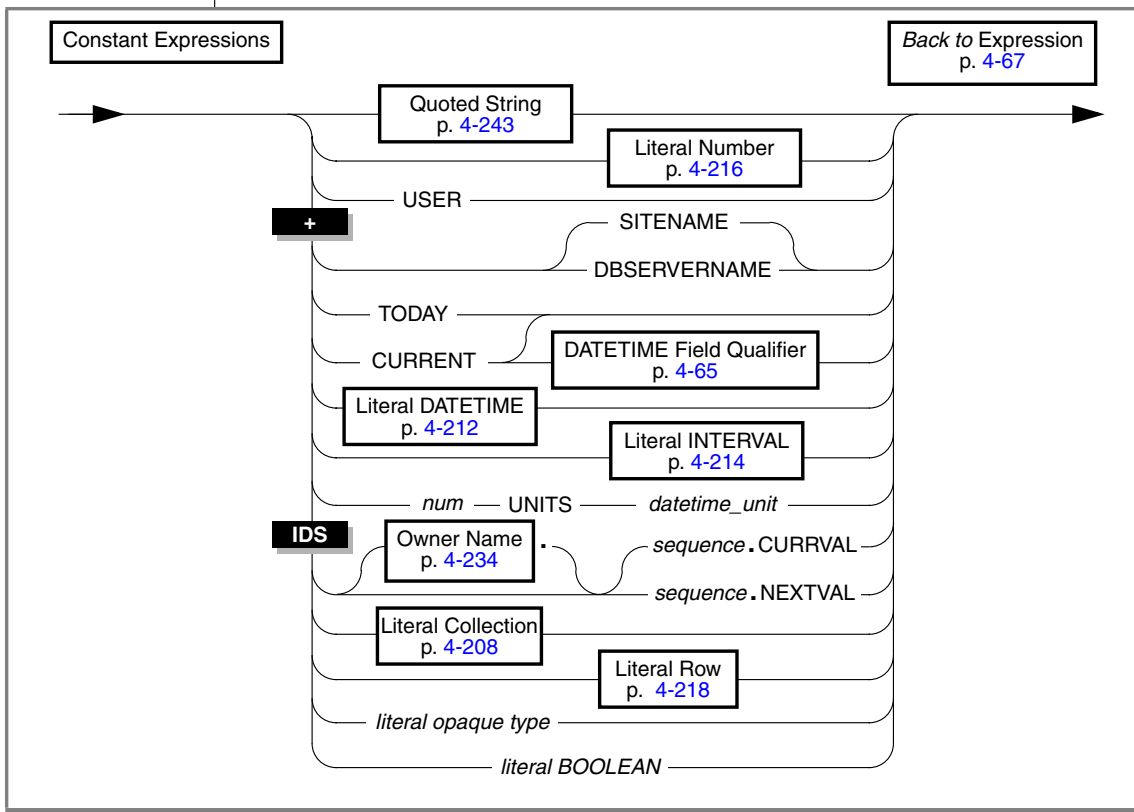 Constant Expressions
Back to Expression
p. 4-67
Quoted String
p. 4-243
Literal Number
p. 4-216
USER
+
SITENAME
DBSERVERNAME
TODAY
CURRENT
DATETIME Field Qualifier
p. 4-65
Literal DATETIME
p. 4-212
Literal INTERVAL
p. 4-214
num UNITS datetime_unit
IDS
Owner Name .
p. 4-234
sequence.CURRVAL
sequence.NEXTVAL
Literal Collection
p. 4-208
Literal Row
p. 4-218
literal opaque type
literal BOOLEAN